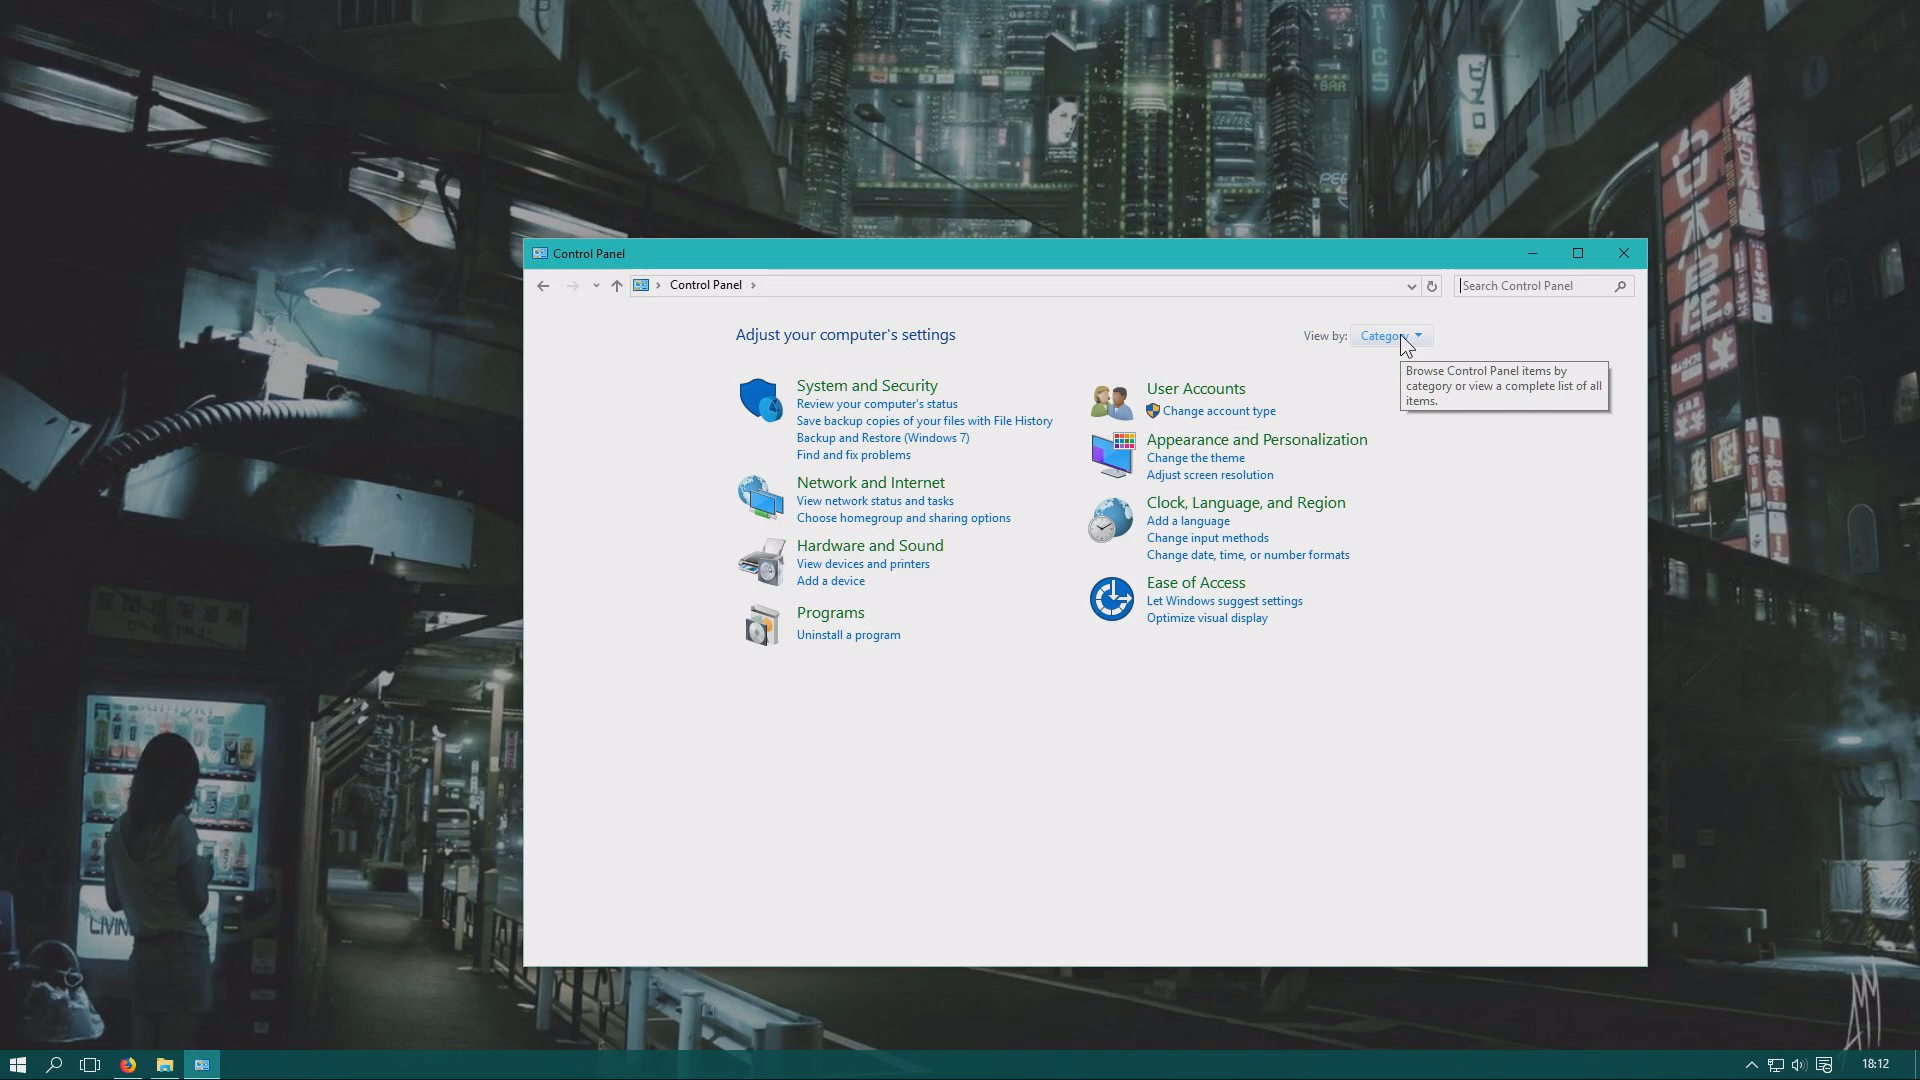 Control Panel
Control Panel
Search Control Panel
Adjust your computer's settings
View by:
Category
Browse Control Panel items by
category or view a complete list of all
items.
System and Security
Review your computer's status
Save backup copies of your files with File History
Backup and Restore (Windows 7)
Find and fix problems
Network and Internet
View network status and tasks
Choose homegroup and sharing options
Hardware and Sound
View devices and printers
Add a device
Programs
Uninstall a program
User Accounts
Change account type
Appearance and Personalization
Change the theme
Adjust screen resolution
Clock, Language, and Region
Add a language
Change input methods
Change date, time, or number formats
Ease of Access
Let Windows suggest settings
Optimize visual display
BAR
CENTRE
18:12